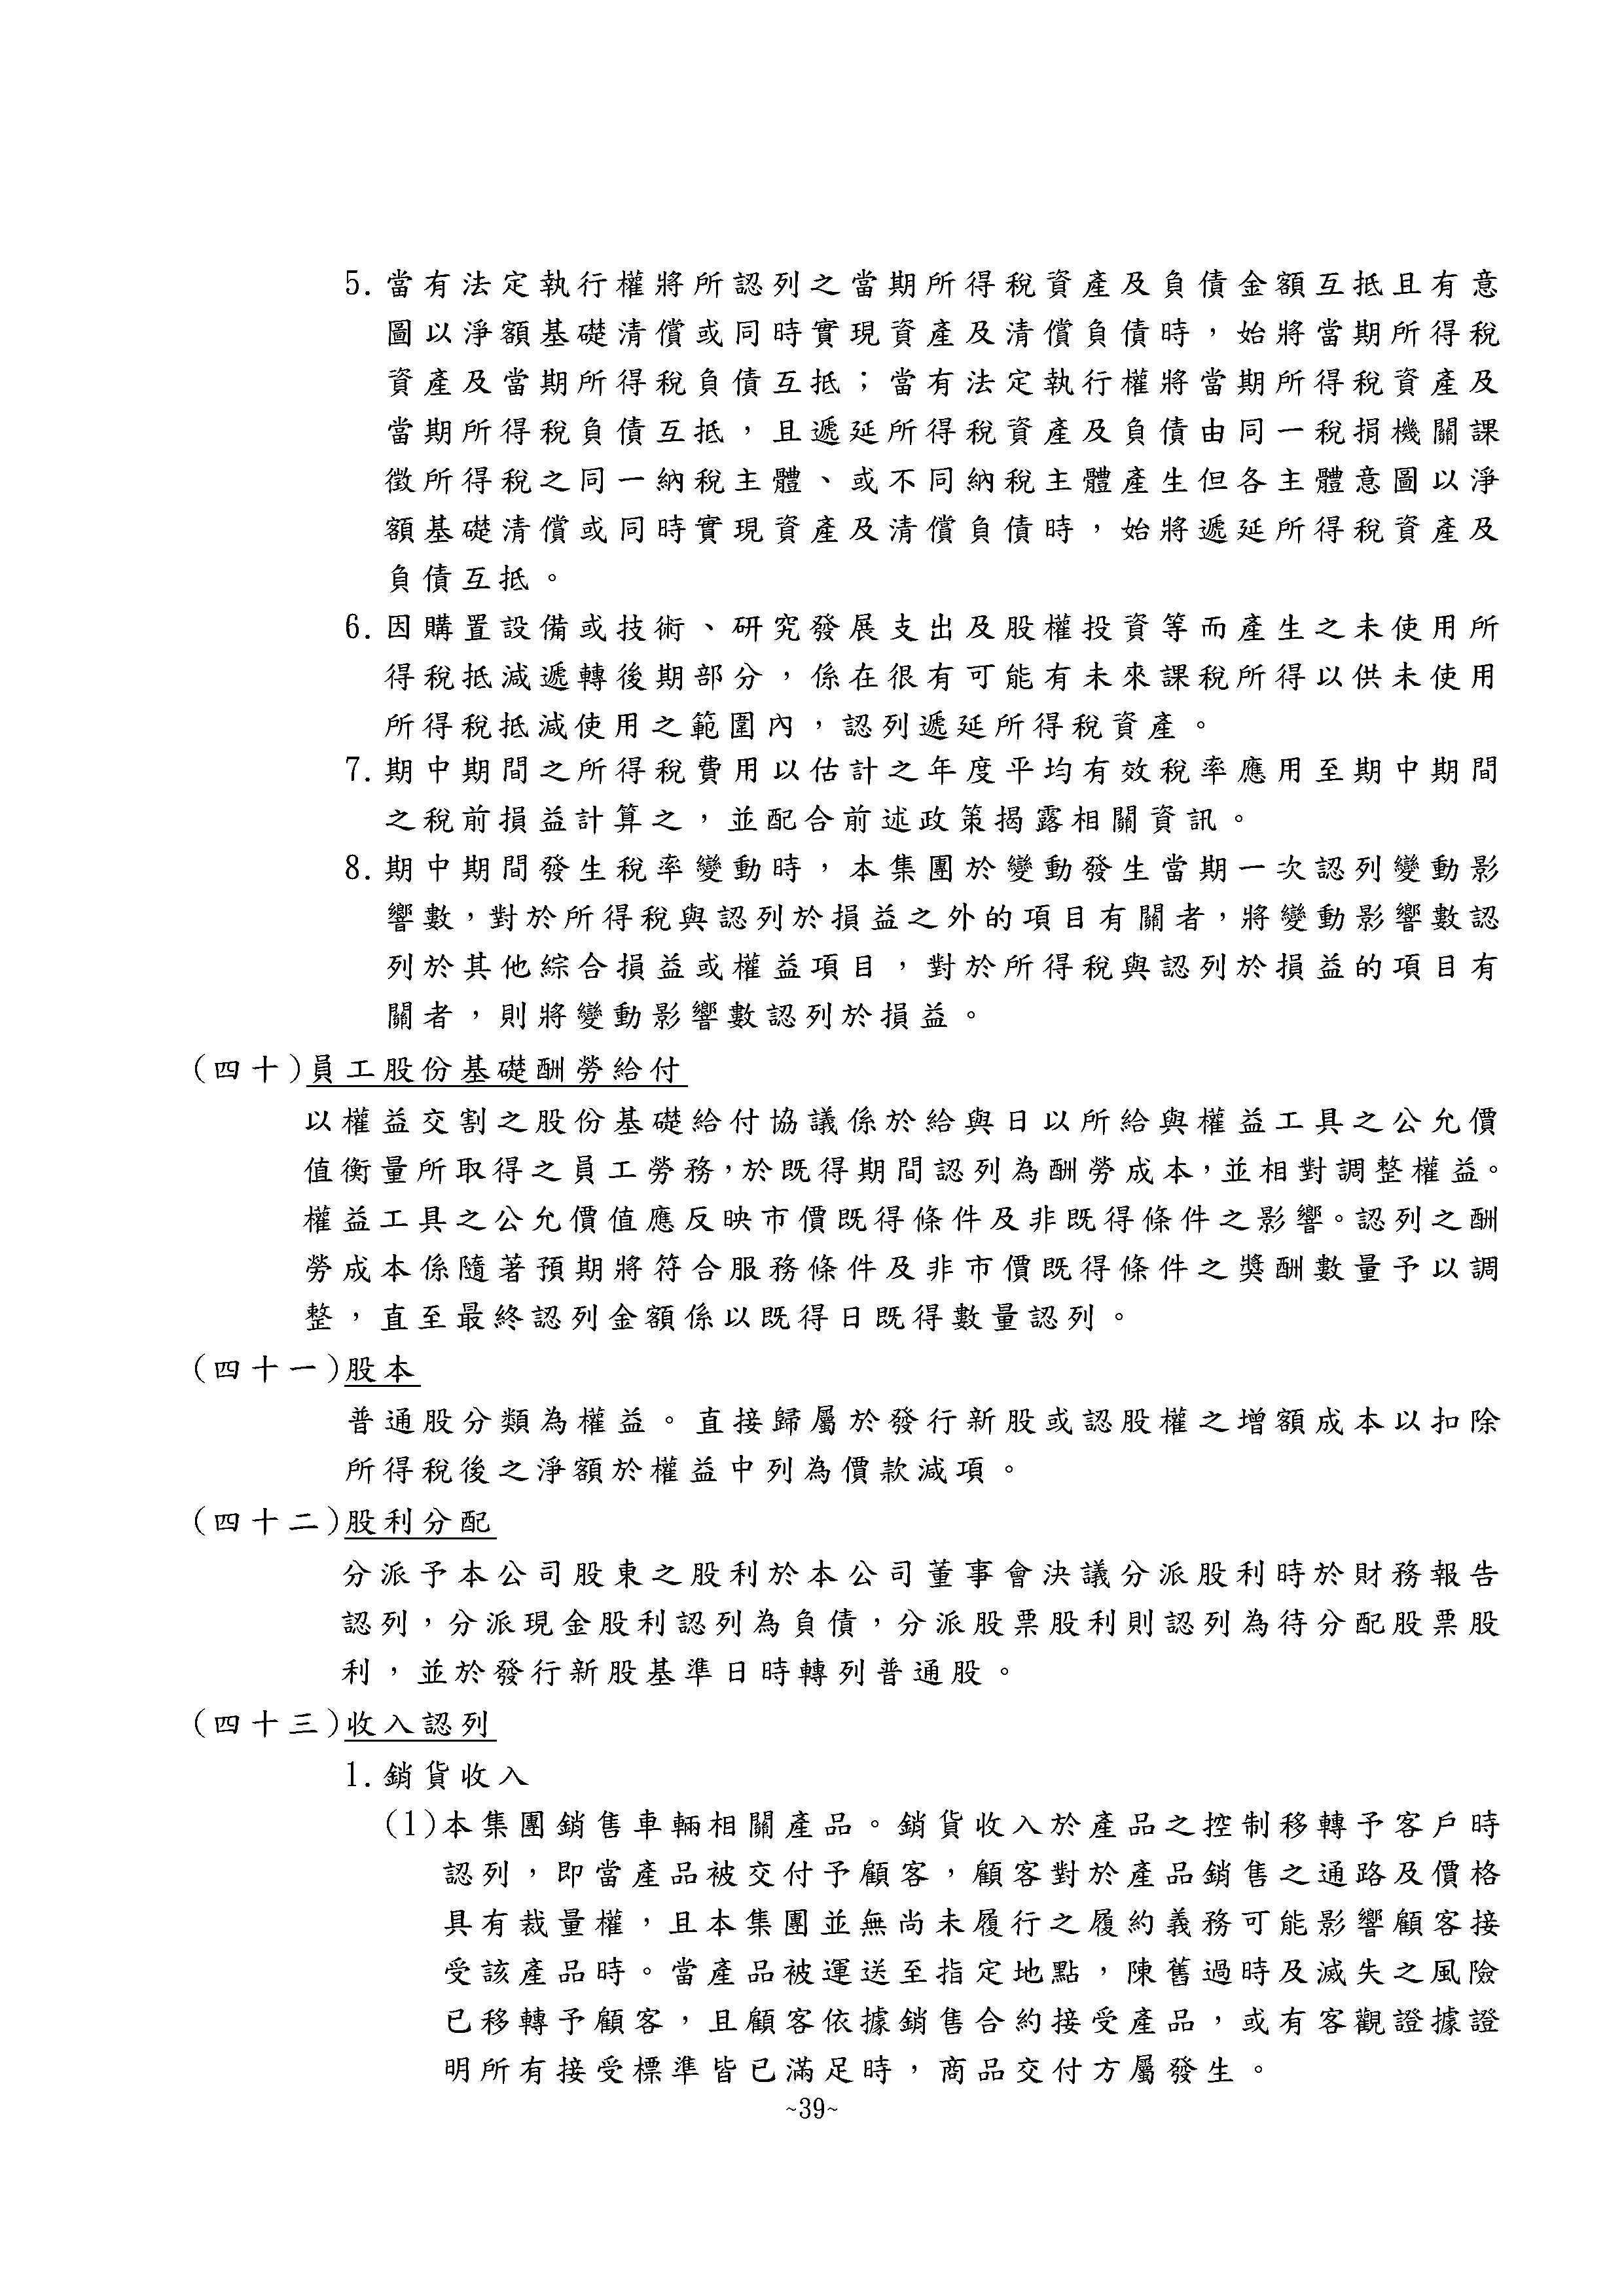 5.當有法定執行權將所認列之當期所得稅資產及負債金額互抵且有意
圖以淨額基礎清償或同時實現資產及清償負債時，始將當期所得稅
資產及當期所得稅負債互抵；當有法定執行權將當期所得稅資產及
當期所得稅負債互抵，且遞延所得稅資產及負債由同一稅捐機關課
徵所得稅之同一納稅主體、或不同納稅主體產生但各主體意圖以淨
額基礎清償或同時實現資產及清償負債時，始將遞延所得稅資產及
負債互抵。
6.因購置設備或技術、研究發展支出及股權投資等而產生之未使用所
得稅抵減遞轉後期部分，係在很有可能有未來課稅所得以供未使用
所得稅抵減使用之範圍內，認列遞延所得稅資產。
7.期中期間之所得稅費用以估計之年度平均有效稅率應用至期中期間
之稅前損益計算之，並配合前述政策揭露相關資訊。
8.期中期間發生稅率變動時，本集團於變動發生當期一次認列變動影
響數，對於所得稅與認列於損益之外的項目有關者，將變動影響數認
列於其他綜合損益或權益項目，對於所得稅與認列於損益的項目有
關者，則將變動影響數認列於損益。
(四十)員工股份基礎酬勞給付
以權益交割之股份基礎給付協議係於給與日以所給與權益工具之公允價
值衡量所取得之員工勞務，於既得期間認列為酬勞成本，並相對調整權益。
權益工具之公允價值應反映市價既得條件及非既得條件之影響。認列之酬
勞成本係隨著預期將符合服務條件及非市價既得條件之獎酬數量予以調
整，直至最終認列金額係以既得日既得數量認列。
(四十一)股本
普通股分類為權益。直接歸屬於發行新股或認股權之增額成本以扣除
所得稅後之淨額於權益中列為價款減項。
(四十二)股利分配
分派予本公司股東之股利於本公司董事會決議分派股利時於財務報告
認列，分派現金股利認列為負債，分派股票股利則認列為待分配股票股
利，並於發行新股基準日時轉列普通股。
(四十三)收入認列
1.銷貨收入
(1)本集團銷售車輛相關產品。銷貨收入於產品之控制移轉予客戶時
認列，即當產品被交付予顧客，顧客對於產品銷售之通路及價格
具有裁量權，且本集團並無尚未履行之履約義務可能影響顧客接
受該產品時。當產品被運送至指定地點，陳舊過時及滅失之風險
已移轉予顧客，且顧客依據銷售合約接受產品，或有客觀證據證
明所有接受標準皆已滿足時，商品交付方屬發生。
~39~